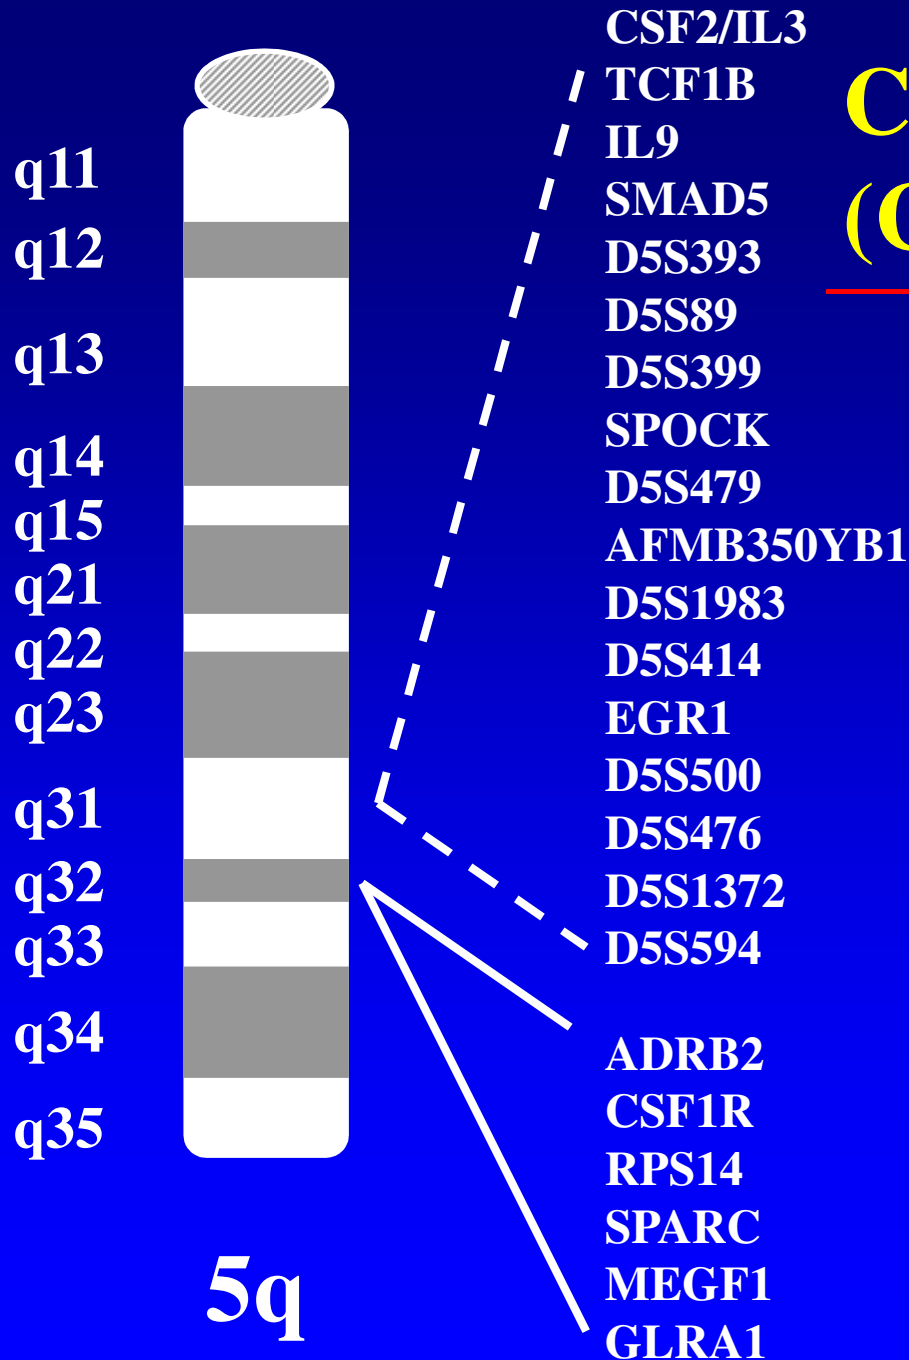 q11
q12
q13
q14
q15
q21
q22
q23
q31
q32
q33
q34
q35
5q
CSF2/IL3
TCF1B
IL9
SMAD5
D5S393
D5S89
D5S399
SPOCK
D5S479
AFMB350YB1
D5S1983
D5S414
EGR1
D5S500
D5S476
D5S1372
D5S594
ADRB2
CSF1R
RPS14
SPARC
MEGF1
GLRA1